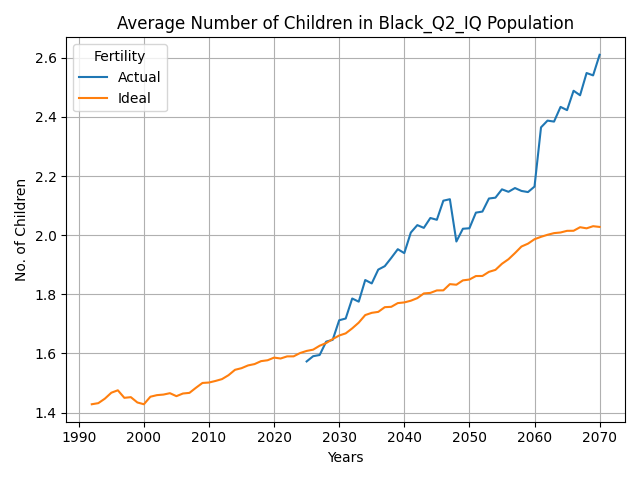 Average Number of Children in Black_Q2_IQ Population
Fertility
Actual
Ideal
No. of Children
2.6
2.4
2.2
2.0
1.8
1.6
1.4
1990 2000 2010 2020 2030 2040 2050 2060 2070
Years